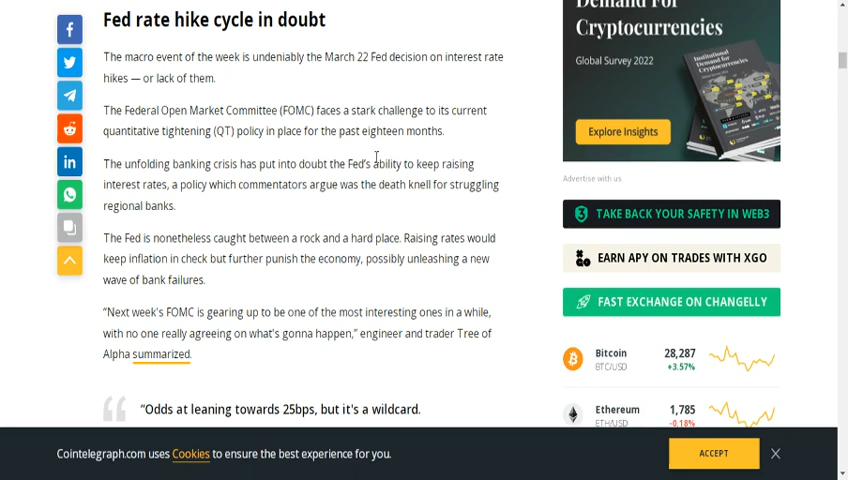 Fed rate hike cycle in doubt
The macro event of the week is undeniably the March 22 Fed decision on interest rate
hikes — or lack of them.
The Federal Open Market Committee (FOMC) faces a stark challenge to its current
quantitative tightening (QT) policy in place for the past eighteen months.
The unfolding banking crisis has put into doubt the Fed's ability to keep raising
interest rates, a policy which commentators argue was the death knell for struggling
regional banks.
The Fed is nonetheless caught between a rock and a hard place. Raising rates would
keep inflation in check but further punish the economy, possibly unleashing a new
wave of bank failures.
“Next week's FOMC is gearing up to be one of the most interesting ones in a while,
with no one really agreeing on what's gonna happen,” engineer and trader Tree of
Alpha summarized.
“Odds at leaning towards 25bps, but it's a wildcard.
Demand For
Cryptocurrencies
Global Survey 2022
Explore Insights
Institutional
Demand for
Cryptocurrencies
Advertise with us
TAKE BACK YOUR SAFETY IN WEB3
EARN APY ON TRADES WITH XGO
FAST EXCHANGE ON CHANGELLY
Bitcoin 28,287
BTC/USD +3.57%
Ethereum 1,785
ETH/USD -0.18%
Cointelegraph.com uses Cookies to ensure the best experience for you.
ACCEPT